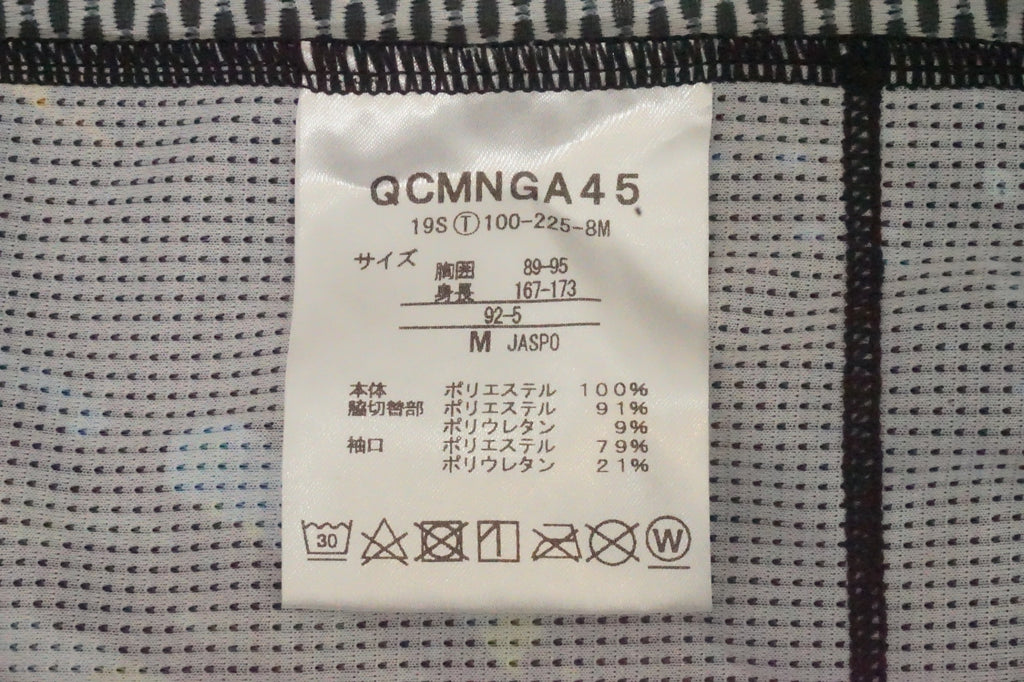 QCMNGA45
19S Ⓣ 100-225-8M
サイズ 胸囲 89-95
身長 167-173
92-5
M JASPO
本体 ポリエステル 100%
脇切替部 ポリエステル 91%
ポリウレタン 9%
袖口 ポリエステル 79%
ポリウレタン 21%
30 W